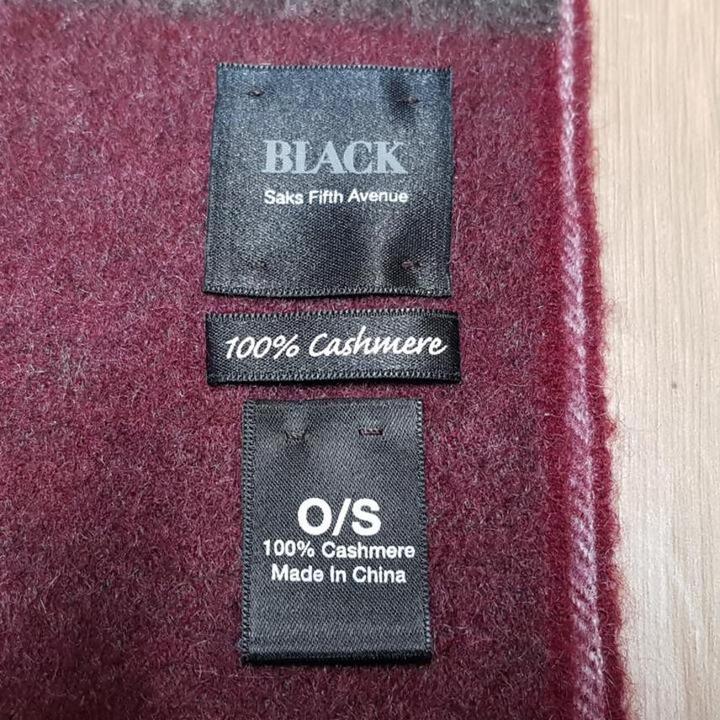 BLACK
Saks Fifth Avenue
100% Cashmere
O/S
100% Cashmere
Made In China